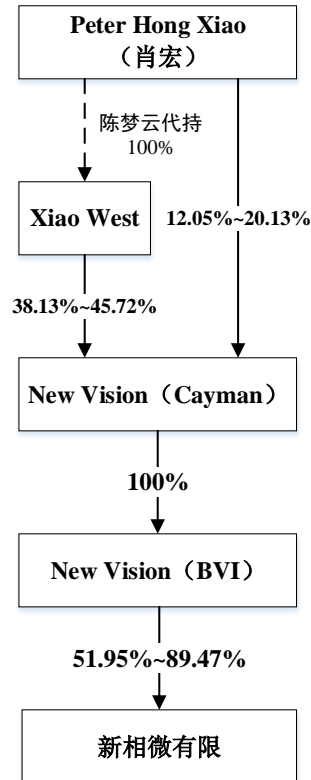 Peter Hong Xiao
（肖宏）
陈梦云代持
100%
Xiao West
12.05%~20.13%
38.13%~45.72%
New Vision（Cayman）
100%
New Vision（BVI）
51.95%~89.47%
新相微有限